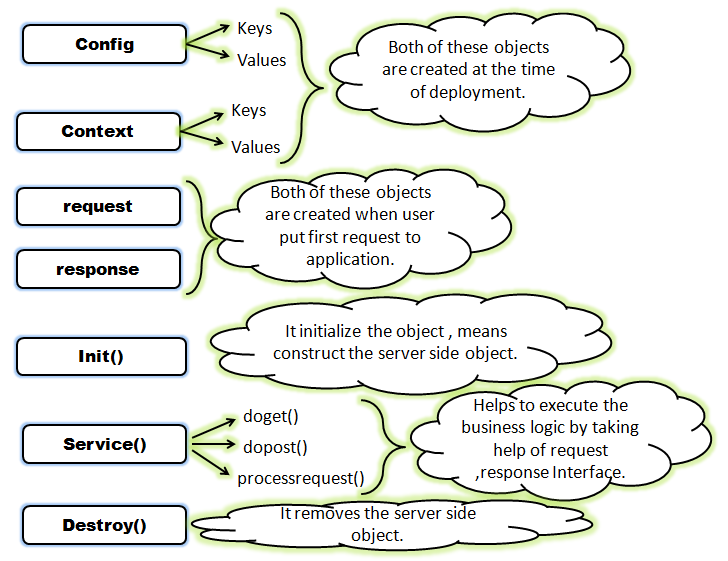 Config
Keys
Values
Both of these objects
are created at the time
of deployment.
Context
Keys
Values
request
response
Both of these objects
are created when user
put first request to
application.
Init()
It initialize the object , means
construct the server side object.
Service()
doget()
dopost()
processrequest()
Helps to execute the
business logic by taking
help of request
,response Interface.
Destroy()
It removes the server side
object.